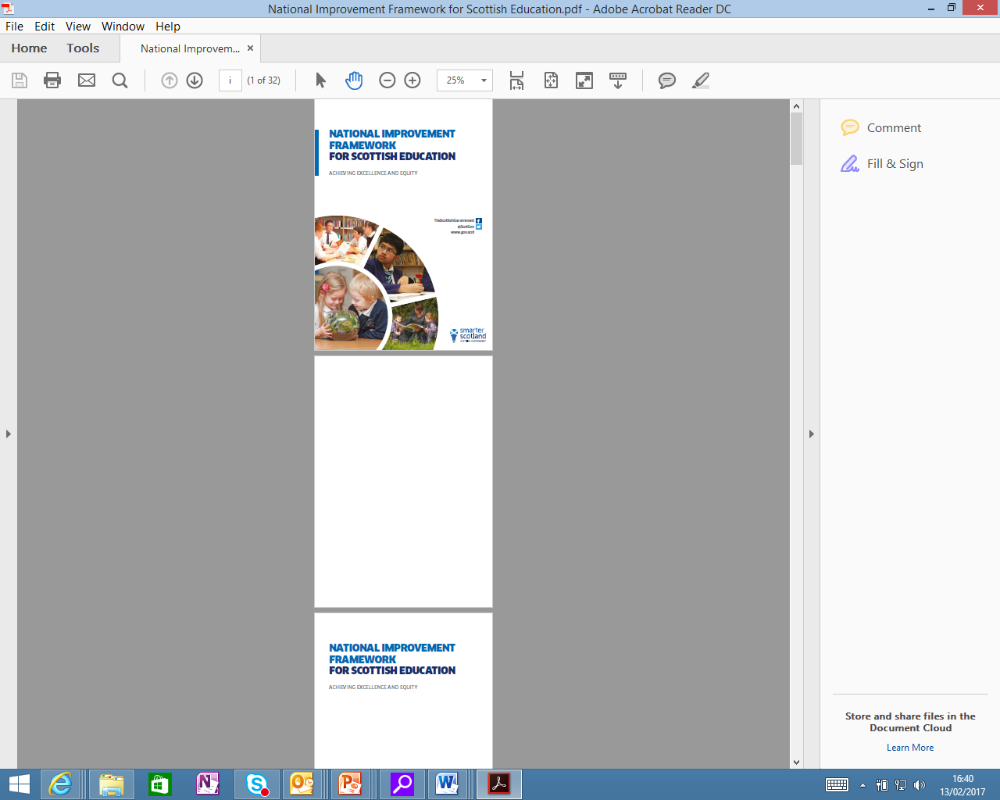 National Improvement Framework for Scottish Education.pdf - Adobe Acrobat Reader DC
File Edit View Window Help
Home Tools National Improvem... ×
i (1 of 32) 25%
NATIONAL IMPROVEMENT
FRAMEWORK
FOR SCOTTISH EDUCATION
ACHIEVING EXCELLENCE AND EQUITY
TheScottishGovernment
@ScotGov
www.gov.scot
smarter
scotland
SCOTTISH GOVERNMENT
NATIONAL IMPROVEMENT
FRAMEWORK
FOR SCOTTISH EDUCATION
ACHIEVING EXCELLENCE AND EQUITY
Comment
Fill & Sign
Store and share files in the
Document Cloud
Learn More
16:40
13/02/2017